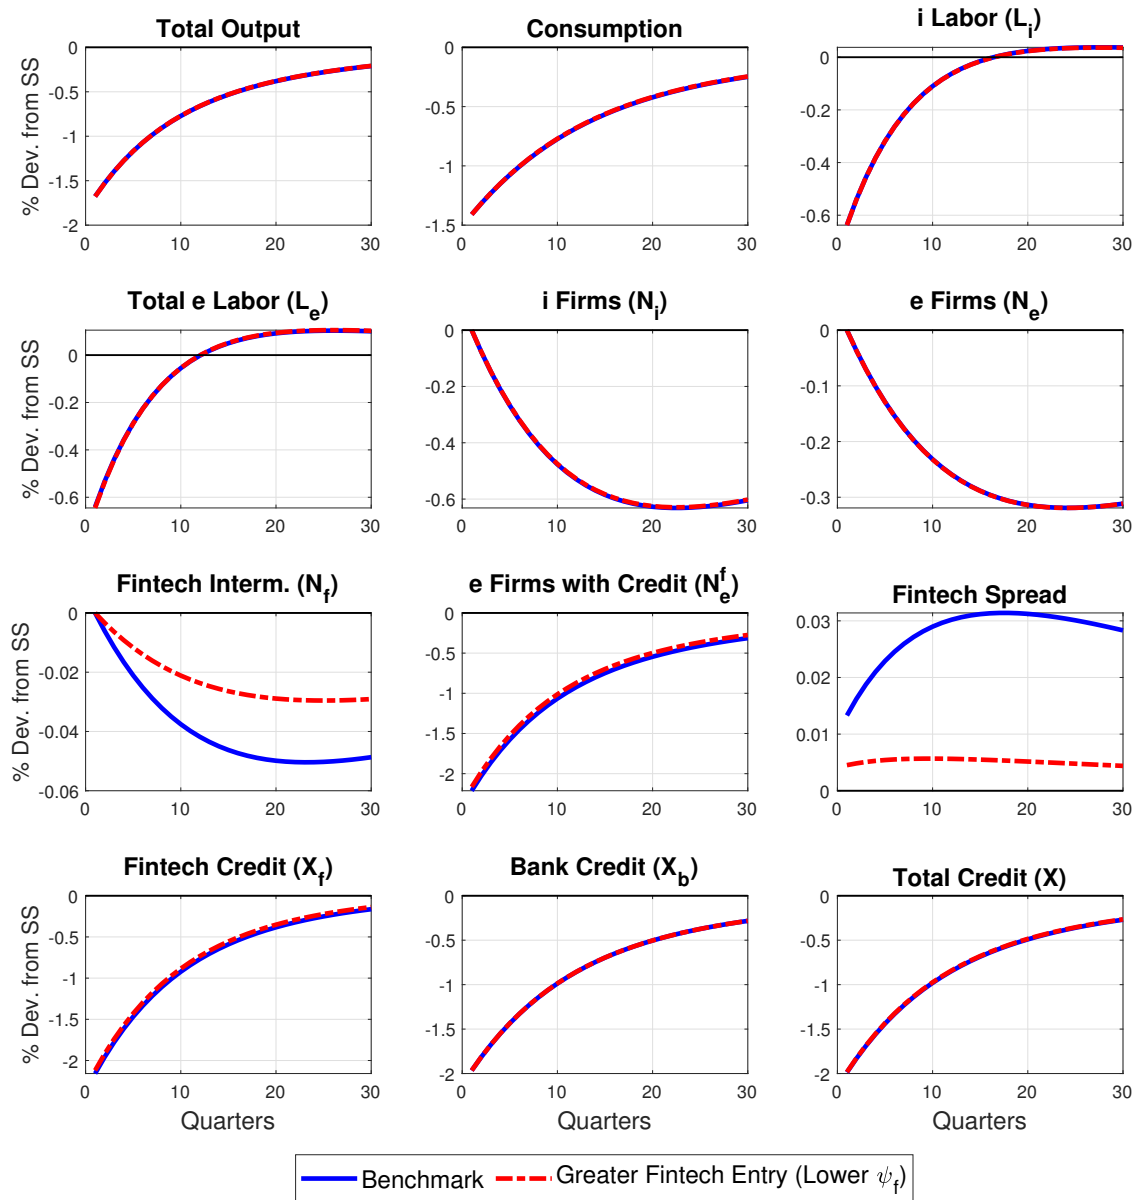 Total Output
Consumption
i Labor (L_i)
% Dev. from SS
0
-0.5
-1
-1.5
-2
0 10 20 30
0
-0.5
-1
-1.5
0 10 20 30
0
-0.2
-0.4
-0.6
0 10 20 30
Total e Labor (L_e)
i Firms (N_i)
e Firms (N_e)
% Dev. from SS
0
-0.2
-0.4
-0.6
0 10 20 30
0
-0.2
-0.4
-0.6
0 10 20 30
0
-0.1
-0.2
-0.3
0 10 20 30
Fintech Interm. (N_f)
e Firms with Credit (N_e^f)
Fintech Spread
% Dev. from SS
0
-0.02
-0.04
-0.06
0 10 20 30
0
-0.5
-1
-1.5
-2
0 10 20 30
0.03
0.02
0.01
0
0 10 20 30
Fintech Credit (X_f)
Bank Credit (X_b)
Total Credit (X)
% Dev. from SS
0
-0.5
-1
-1.5
-2
0 10 20 30
Quarters
0
-0.5
-1
-1.5
-2
0 10 20 30
Quarters
0
-0.5
-1
-1.5
-2
0 10 20 30
Quarters
Benchmark
Greater Fintech Entry (Lower ψ_f)